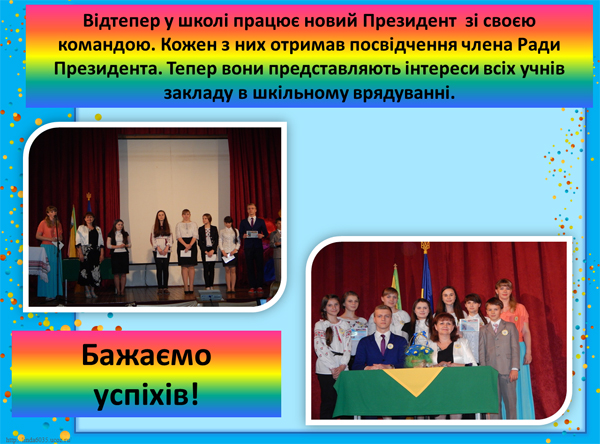 Відтепер у школі працює новий Президент зі своєю
командою. Кожен з них отримав посвідчення члена Ради
Президента. Тепер вони представляють інтереси всіх учнів
закладу в шкільному врядуванні.
Бажаємо
успіхів!